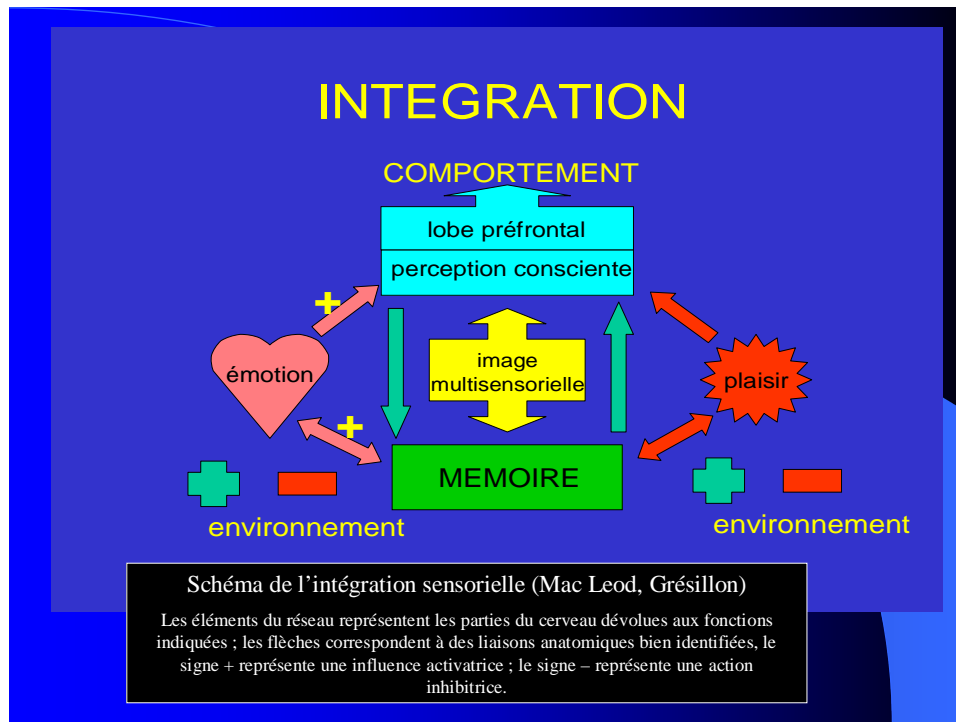 INTEGRATION
COMPORTEMENT
lobe préfrontal
perception consciente
+
émotion
image
multisensorielle
plaisir
+
MEMOIRE
environnement
environnement
Schéma de l’intégration sensorielle (Mac Leod, Grésillon)
Les éléments du réseau représentent les parties du cerveau dévolues aux fonctions
indiquées ; les flèches correspondent à des liaisons anatomiques bien identifiées, le
signe + représente une influence activatrice ; le signe – représente une action
inhibitrice.